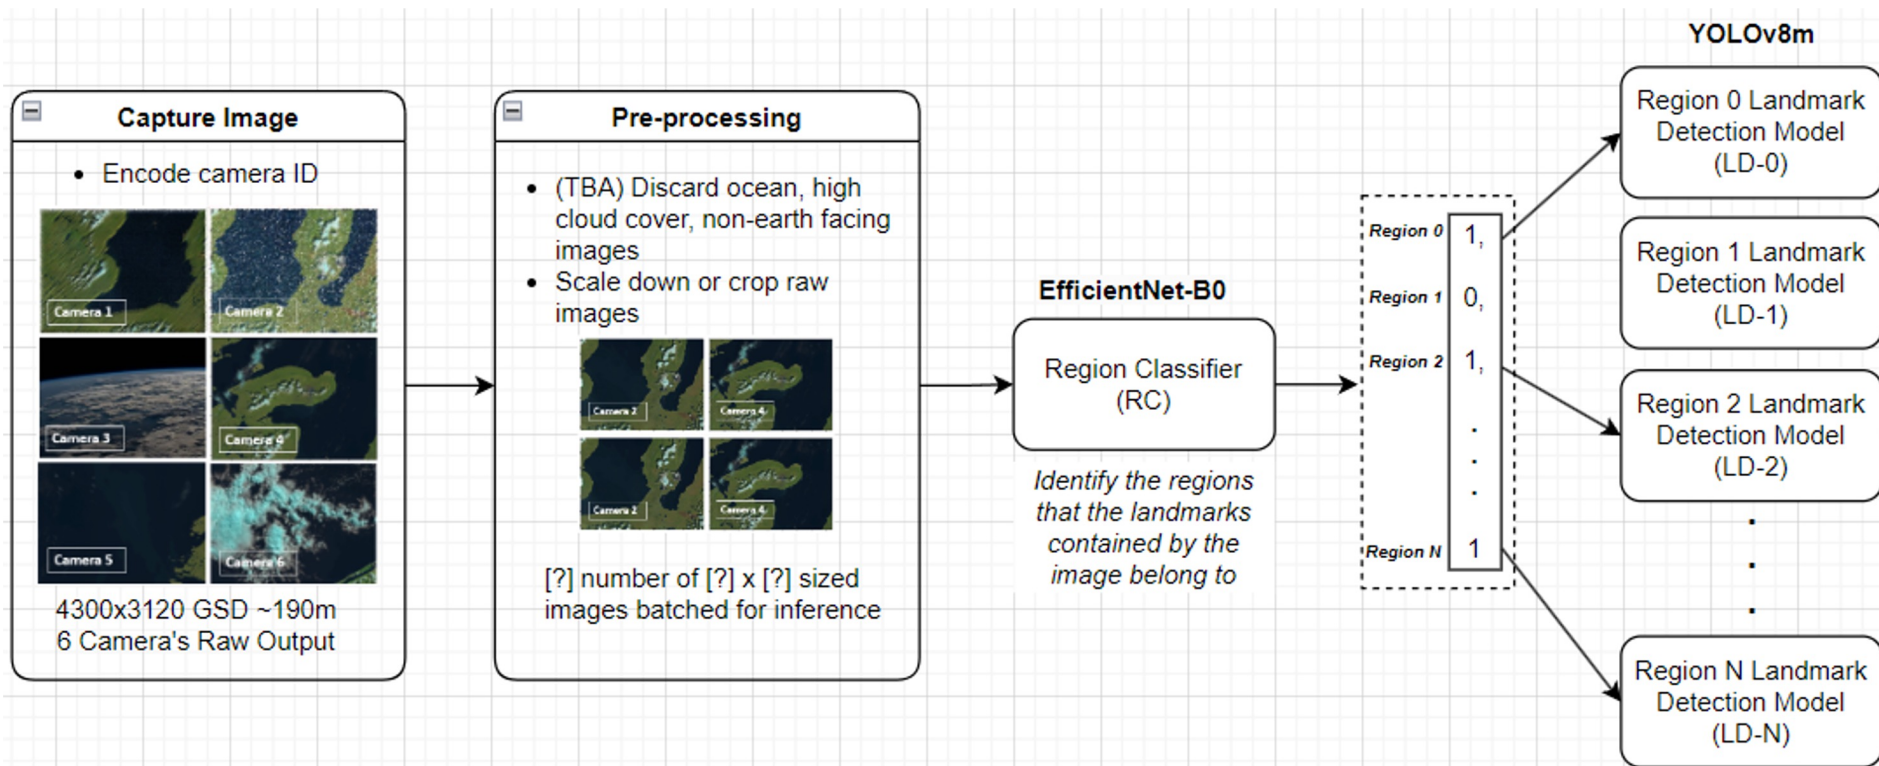 YOLOv8m
Capture Image
• Encode camera ID
Camera 1
Camera 2
Camera 3
Camera 4
Camera 5
Camera 6
4300x3120 GSD ~190m
6 Camera's Raw Output
Pre-processing
• (TBA) Discard ocean, high
cloud cover, non-earth facing
images
• Scale down or crop raw
images
Camera 2
Camera 4
Camera 2
Camera 4
[?] number of [?] x [?] sized
images batched for inference
EfficientNet-B0
Region Classifier
(RC)
Identify the regions
that the landmarks
contained by the
image belong to
Region 0 1,
Region 1 0,
Region 2 1,
.
.
.
Region N 1
Region 0 Landmark
Detection Model
(LD-0)
Region 1 Landmark
Detection Model
(LD-1)
Region 2 Landmark
Detection Model
(LD-2)
.
.
.
Region N Landmark
Detection Model
(LD-N)